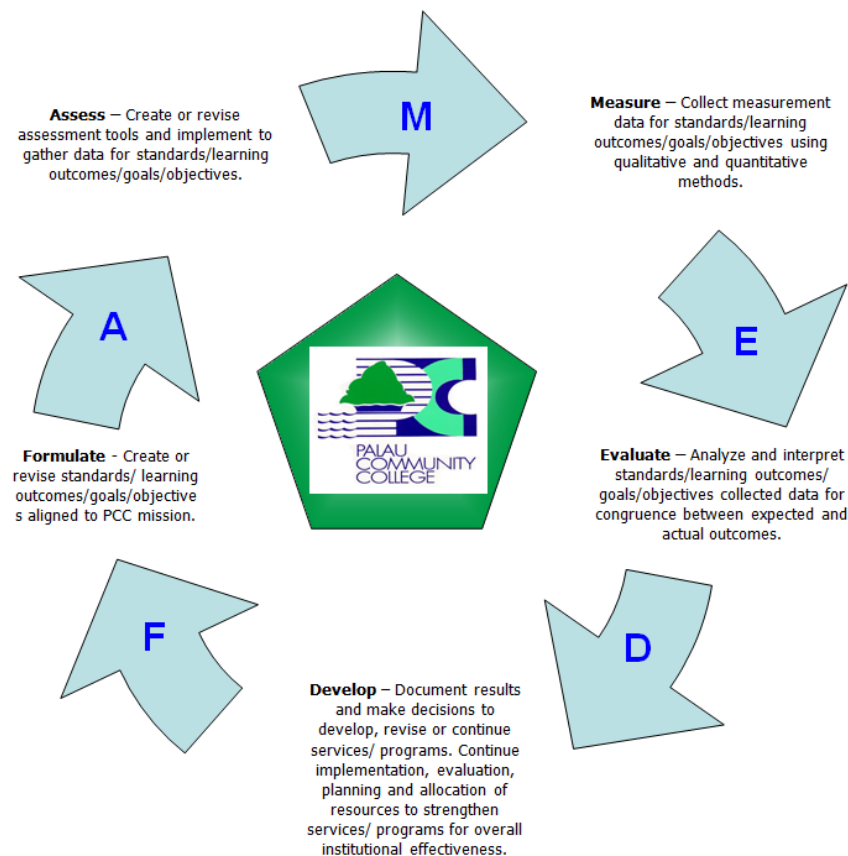 M
Assess – Create or revise
assessment tools and implement to
gather data for standards/learning
outcomes/goals/objectives.
Measure – Collect measurement
data for standards/learning
outcomes/goals/objectives using
qualitative and quantitative
methods.
A
E
PALAU
COMMUNITY
COLLEGE
Formulate - Create or
revise standards/ learning
outcomes/goals/objective
s aligned to PCC mission.
Evaluate – Analyze and interpret
standards/learning outcomes/
goals/objectives collected data for
congruence between expected and
actual outcomes.
F
D
Develop – Document results
and make decisions to
develop, revise or continue
services/ programs. Continue
implementation, evaluation,
planning and allocation of
resources to strengthen
services/ programs for overall
institutional effectiveness.